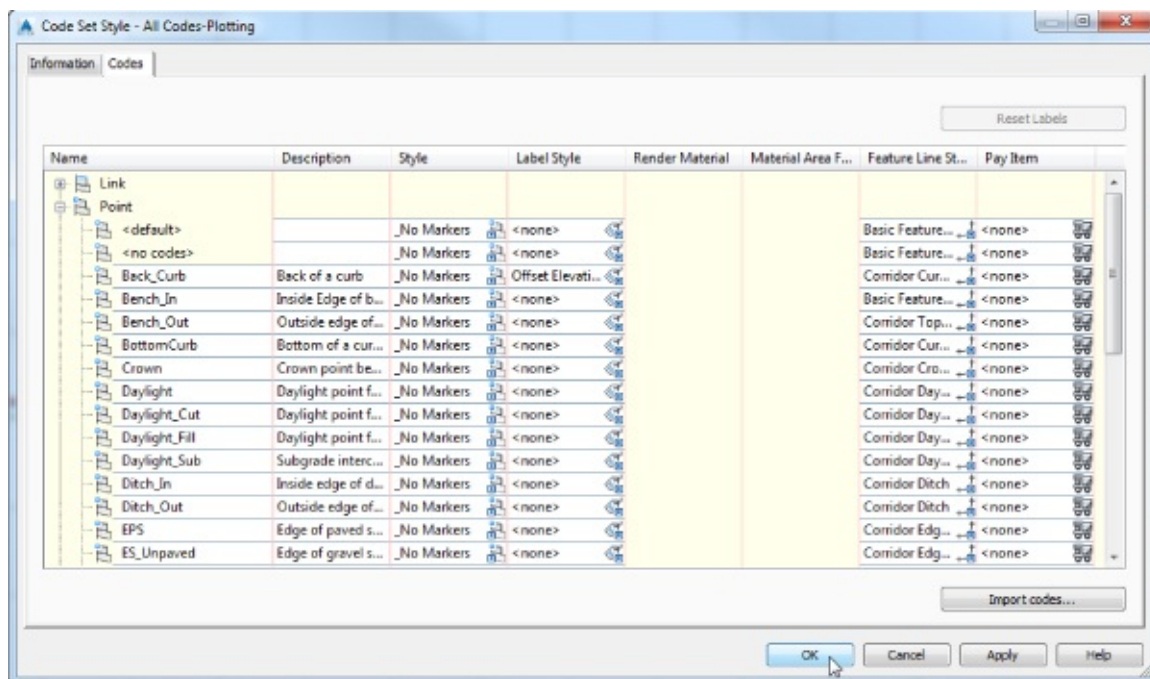 Code Set Style - All Codes-Plotting
Information Codes
Reset Labels
Name Description Style Label Style Render Material Material Area F... Feature Line St... Pay Item
Link
Point
<default> _No Markers <none> Basic Feature... <none>
<no codes> _No Markers <none> Basic Feature... <none>
Back_Curb Back of a curb _No Markers Offset Elevati... Corridor Cur... <none>
Bench_In Inside Edge of b... _No Markers <none> Basic Feature... <none>
Bench_Out Outside edge of... _No Markers <none> Corridor Top... <none>
BottomCurb Bottom of a cur... _No Markers <none> Corridor Cur... <none>
Crown Crown point be... _No Markers <none> Corridor Cro... <none>
Daylight Daylight point f... _No Markers <none> Corridor Day... <none>
Daylight_Cut Daylight point f... _No Markers <none> Corridor Day... <none>
Daylight_Fill Daylight point f... _No Markers <none> Corridor Day... <none>
Daylight_Sub Subgrade interc... _No Markers <none> Corridor Day... <none>
Ditch_In Inside edge of d... _No Markers <none> Corridor Ditch <none>
Ditch_Out Outside edge of... _No Markers <none> Corridor Ditch <none>
EPS Edge of paved s... _No Markers <none> Corridor Edg... <none>
ES_Unpaved Edge of gravel s... _No Markers <none> Corridor Edg... <none>
Import codes...
OK Cancel Apply Help